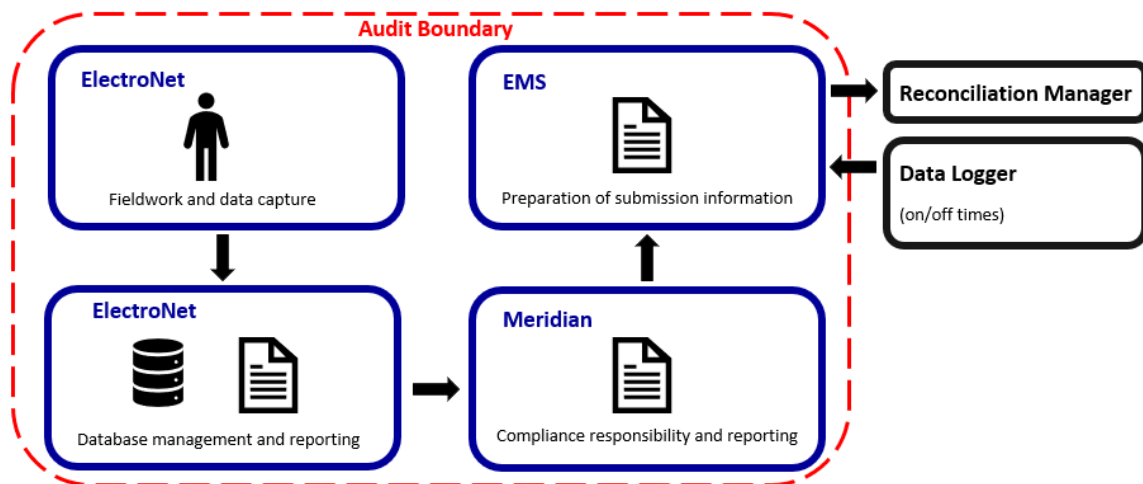 Audit Boundary
ElectroNet
Fieldwork and data capture
EMS
Preparation of submission information
Reconciliation Manager
Data Logger
(on/off times)
ElectroNet
Database management and reporting
Meridian
Compliance responsibility and reporting